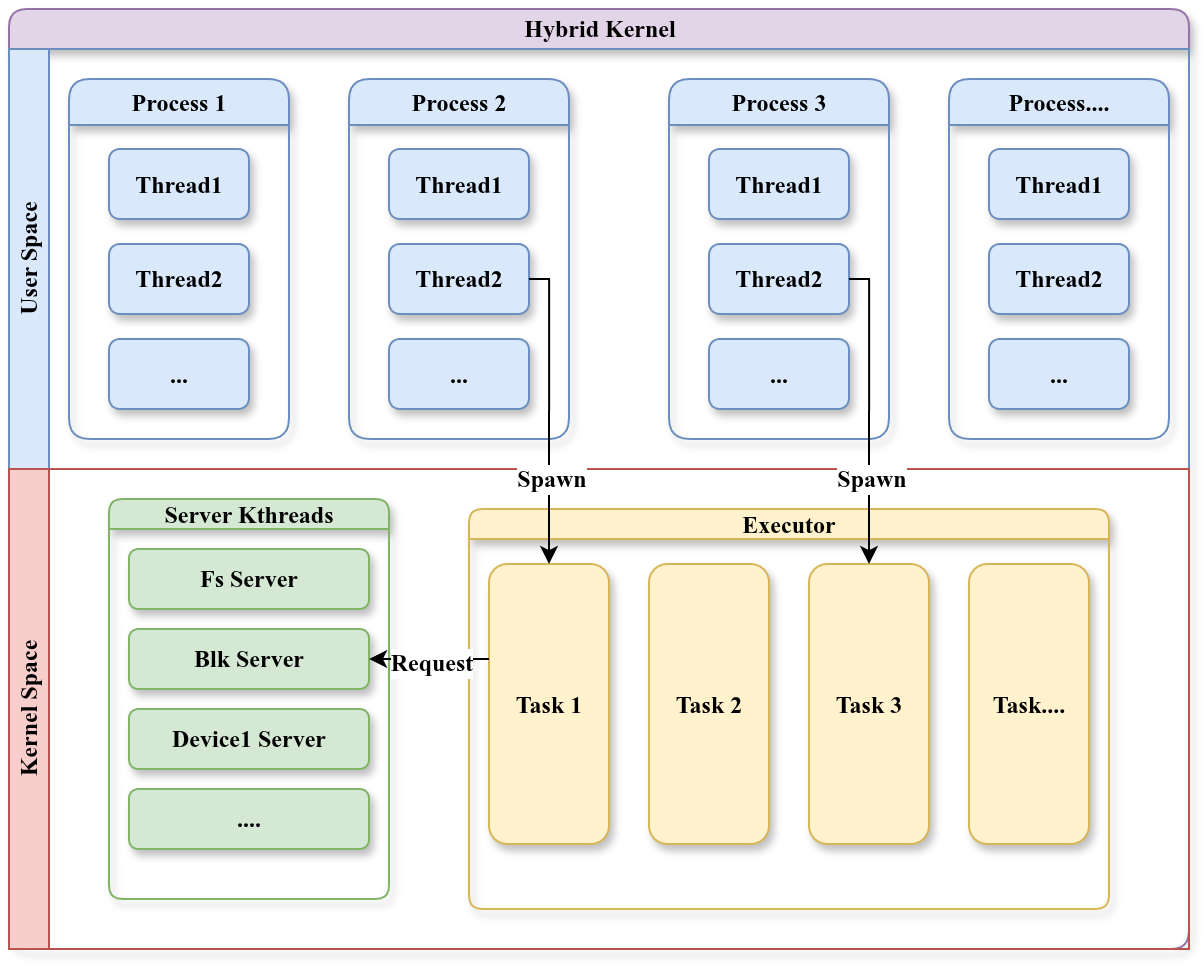 Hybrid Kernel
User Space
Process 1
Thread1
Thread2
...
Process 2
Thread1
Thread2
...
Process 3
Thread1
Thread2
...
Process....
Thread1
Thread2
...
Spawn
Spawn
Kernel Space
Server Kthreads
Fs Server
Blk Server
Device1 Server
....
Request
Executor
Task 1
Task 2
Task 3
Task....